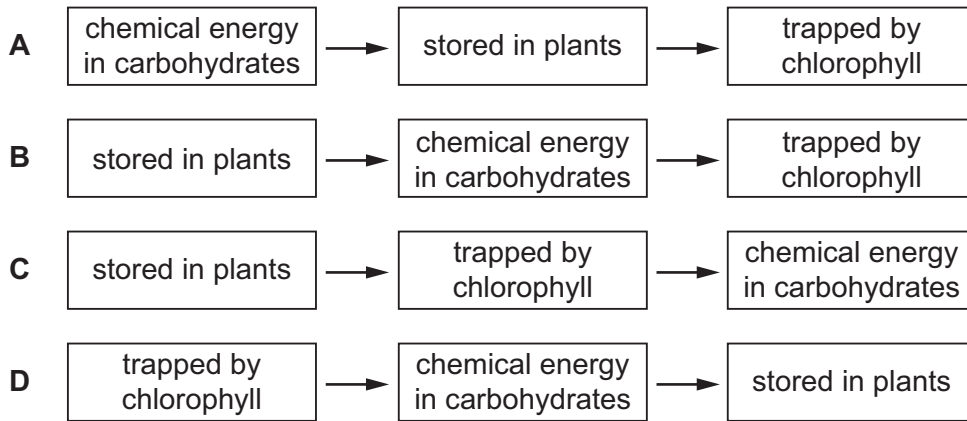 A
chemical energy
in carbohydrates
stored in plants
trapped by
chlorophyll
B
stored in plants
chemical energy
in carbohydrates
trapped by
chlorophyll
C
stored in plants
trapped by
chlorophyll
chemical energy
in carbohydrates
D
trapped by
chlorophyll
chemical energy
in carbohydrates
stored in plants